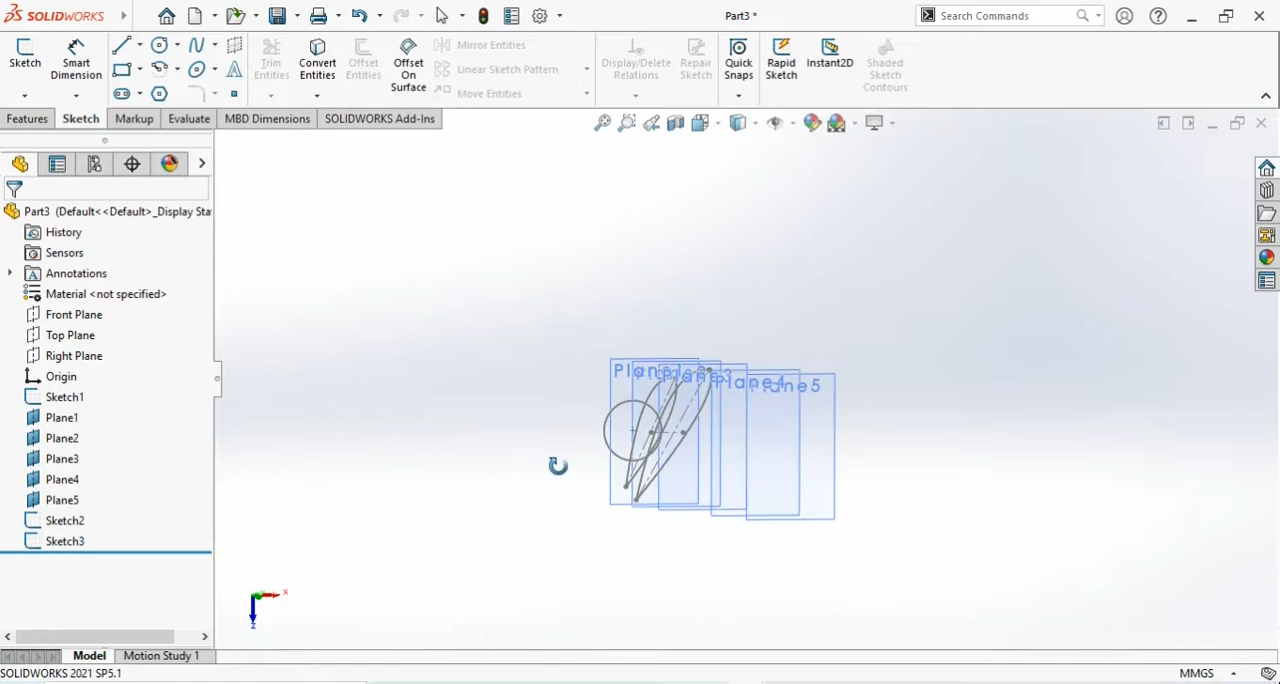 SOLIDWORKS
Part3 *
Search Commands
Sketch
Smart Dimension
Trim Entities
Convert Entities
Offset Entities
Offset On Surface
Mirror Entities
Linear Sketch Pattern
Move Entities
Display/Delete Relations
Repair Sketch
Quick Snaps
Rapid Sketch
Instant2D
Shaded Sketch Contours
Features
Sketch
Markup
Evaluate
MBD Dimensions
SOLIDWORKS Add-Ins
Part3 (Default<<Default>_Display Sta
History
Sensors
Annotations
Material <not specified>
Front Plane
Top Plane
Right Plane
Origin
Sketch1
Plane1
Plane2
Plane3
Plane4
Plane5
Sketch2
Sketch3
Plane1
Plane4
Plane5
x
z
Model
Motion Study 1
SOLIDWORKS 2021 SP5.1
MMGS